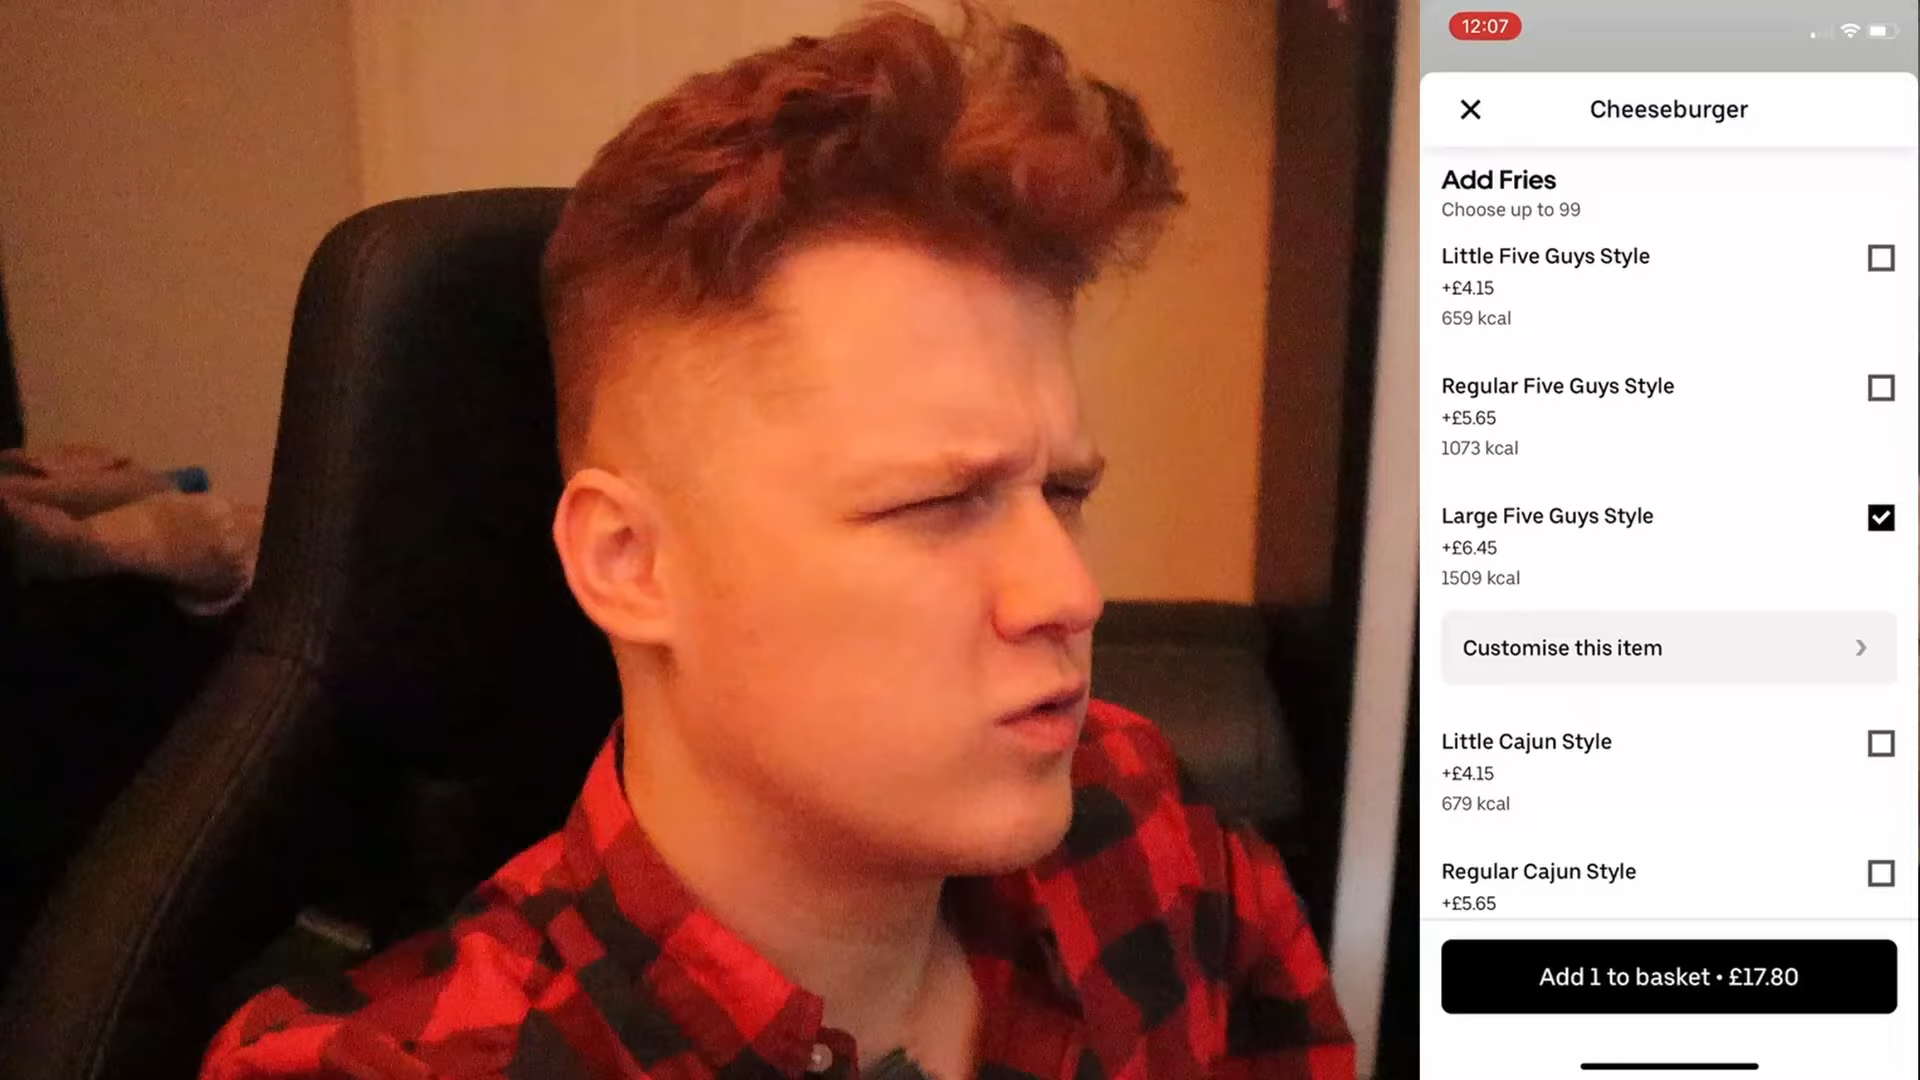 12:07
Cheeseburger
Add Fries
Choose up to 99
Little Five Guys Style
+£4.15
659 kcal
Regular Five Guys Style
+£5.65
1073 kcal
Large Five Guys Style
+£6.45
1509 kcal
Customise this item
Little Cajun Style
+£4.15
679 kcal
Regular Cajun Style
+£5.65
Add 1 to basket • £17.80